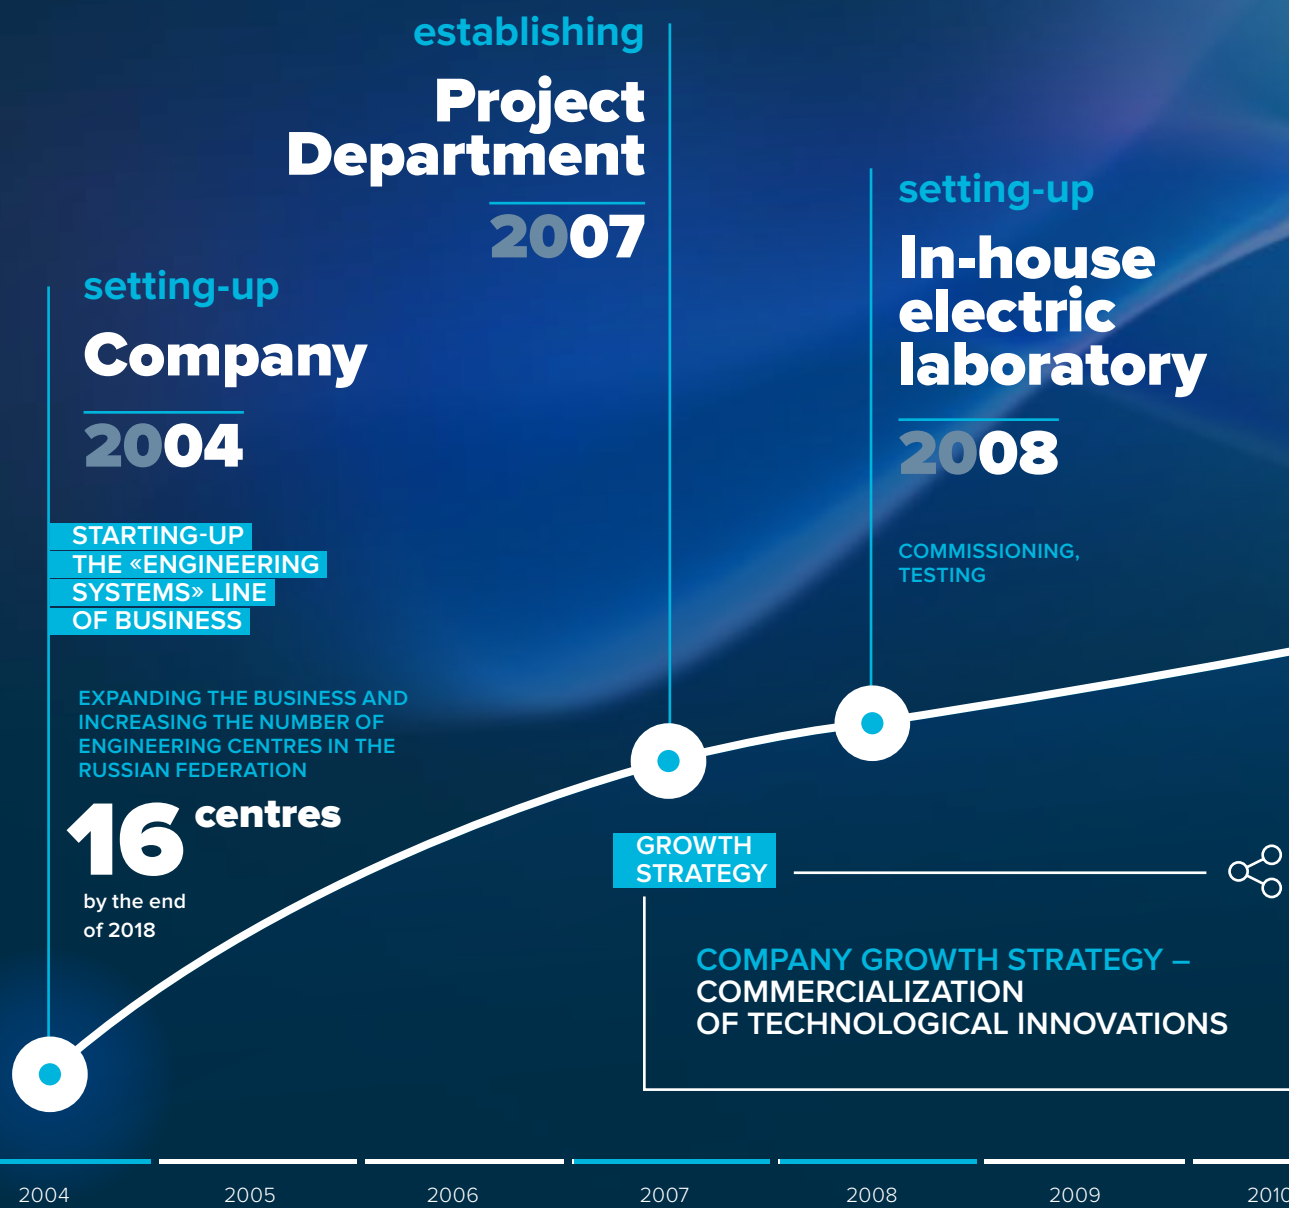 establishing
Project
Department
2007
setting-up
In-house
electric
laboratory
2008
COMMISSIONING,
TESTING
setting-up
Company
2004
STARTING-UP
THE «ENGINEERING
SYSTEMS» LINE
OF BUSINESS
EXPANDING THE BUSINESS AND
INCREASING THE NUMBER OF
ENGINEERING CENTRES IN THE
RUSSIAN FEDERATION
16 centres
by the end
of 2018
GROWTH
STRATEGY
COMPANY GROWTH STRATEGY –
COMMERCIALIZATION
OF TECHNOLOGICAL INNOVATIONS
2004 2005 2006 2007 2008 2009 2010